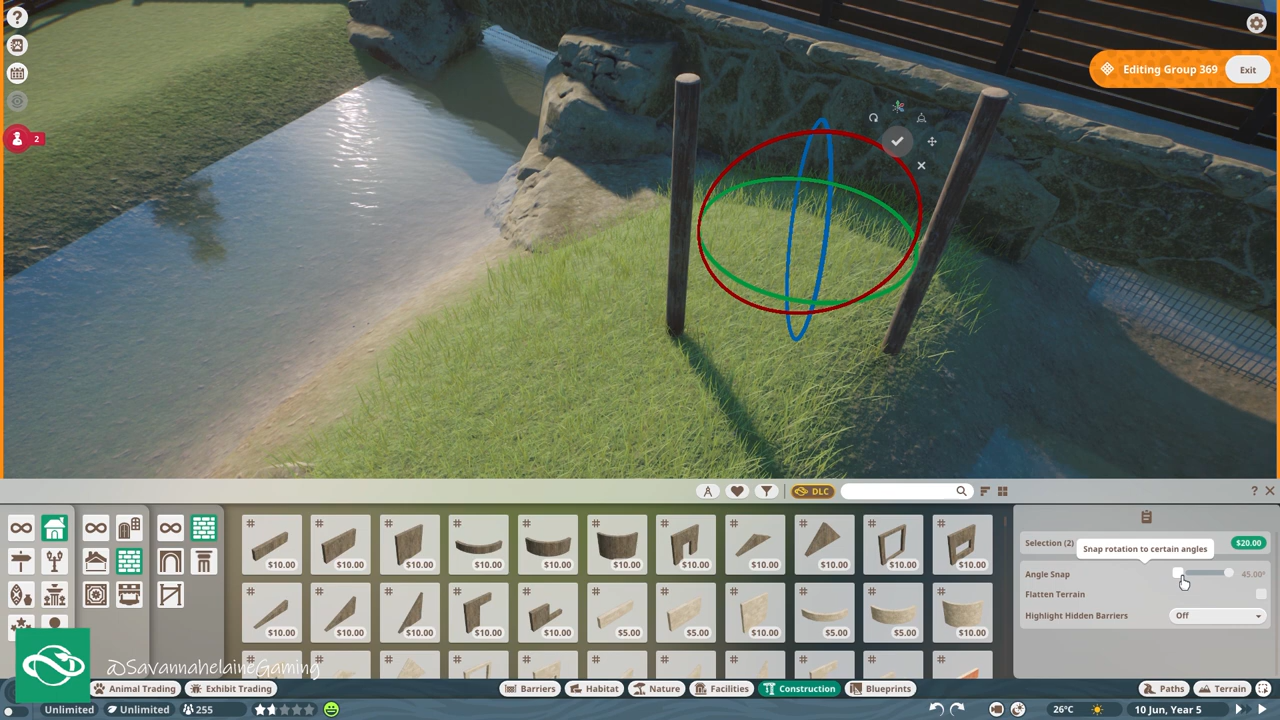 ?
Editing Group 369
Exit
2
DLC
?
$10.00 $10.00 $10.00 $10.00 $10.00 $10.00 $10.00 $10.00 $10.00 $10.00 $10.00
$10.00 $10.00 $10.00 $10.00 $10.00 $5.00 $5.00 $10.00 $5.00 $5.00 $10.00
Selection (2)
$20.00
Snap rotation to certain angles
Angle Snap
45.00°
Flatten Terrain
Highlight Hidden Barriers
Off
@SavannahelaineGaming
Animal Trading
Exhibit Trading
Barriers
Habitat
Nature
Facilities
Construction
Blueprints
Paths
Terrain
Unlimited
Unlimited
255
26°C
10 Jun, Year 5